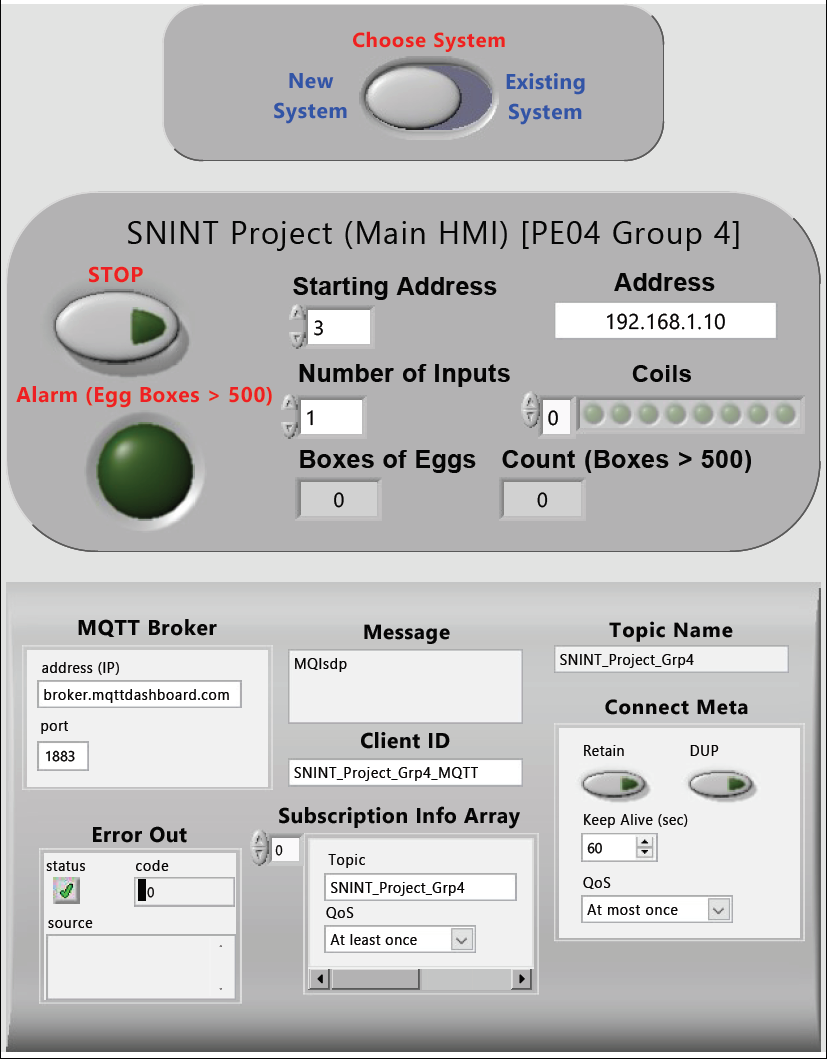 Choose System
New
System
Existing
System
SNINT Project (Main HMI) [PE04 Group 4]
STOP
Starting Address
3
Address
192.168.1.10
Alarm (Egg Boxes > 500)
Number of Inputs
1
Coils
0
Boxes of Eggs
0
Count (Boxes > 500)
0
MQTT Broker
address (IP)
broker.mqttdashboard.com
port
1883
Message
MQIsdp
Client ID
SNINT_Project_Grp4_MQTT
Topic Name
SNINT_Project_Grp4
Connect Meta
Retain
DUP
Keep Alive (sec)
60
QoS
At most once
Error Out
status
code
0
source
Subscription Info Array
0
Topic
SNINT_Project_Grp4
QoS
At least once